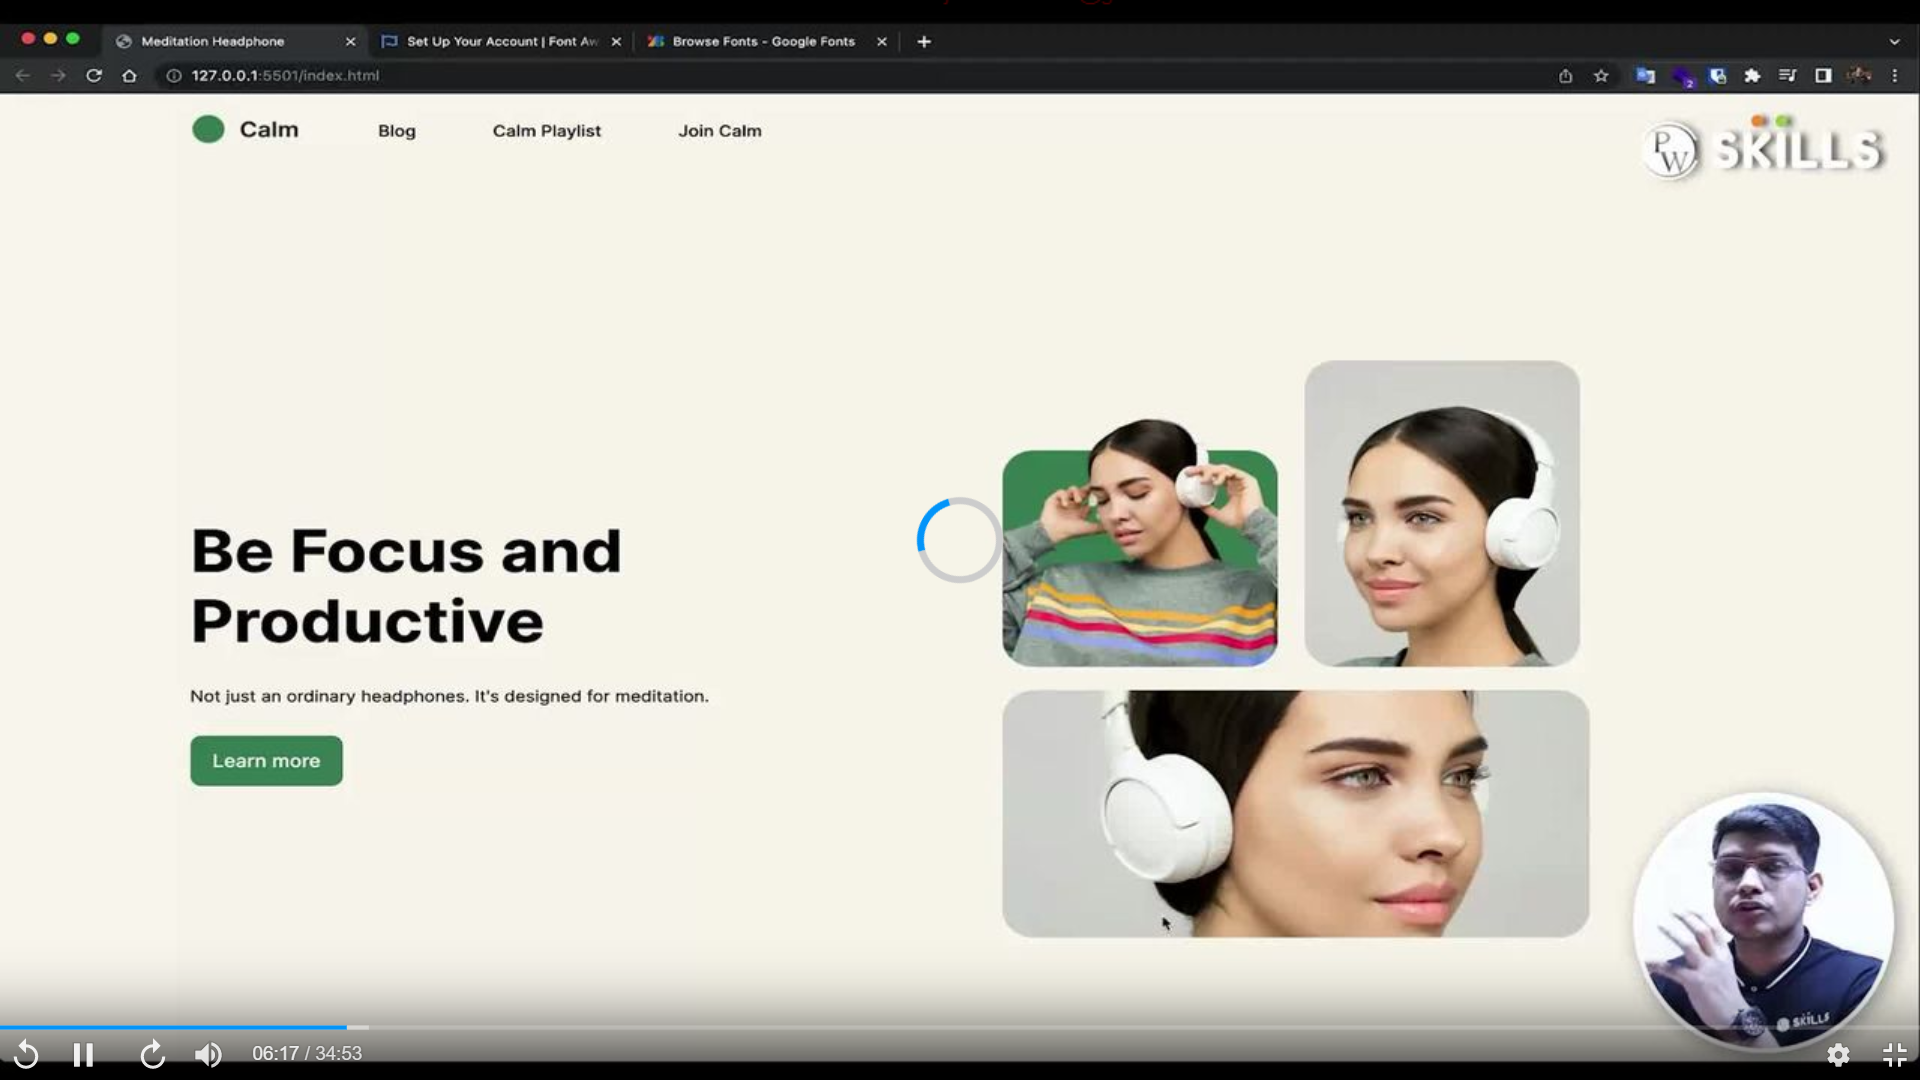 Meditation Headphone
Set Up Your Account | Font Aw
Browse Fonts - Google Fonts
127.0.0.1:5501/index.html
2
Calm
Blog
Calm Playlist
Join Calm
PW SKILLS
Be Focus and
Productive
Not just an ordinary headphones. It's designed for meditation.
Learn more
SKILLS
06:17 / 34:53